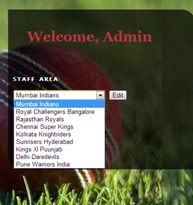 Welcome, Admin
STAFF AREA
Mumbai Indians Edit
Mumbai Indians
Royal Challengers Bangalore
Rajasthan Royals
Chennai Super Kings
Kolkata Knightriders
Sunrisers Hyderabad
Kings XI Puunjab
Delhi Daredevils
Pune Warriors India